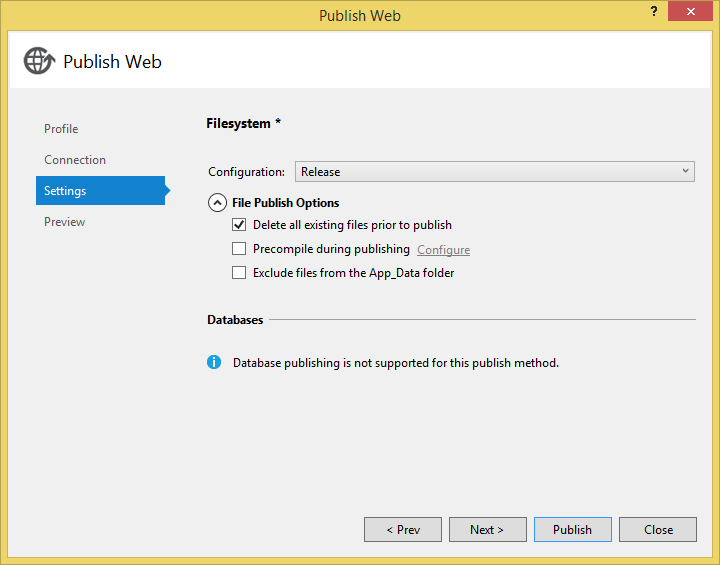 Publish Web
?
Publish Web
Profile
Connection
Settings
Preview
Filesystem *
Configuration: Release
File Publish Options
Delete all existing files prior to publish
Precompile during publishing Configure
Exclude files from the App_Data folder
Databases
Database publishing is not supported for this publish method.
< Prev Next > Publish Close